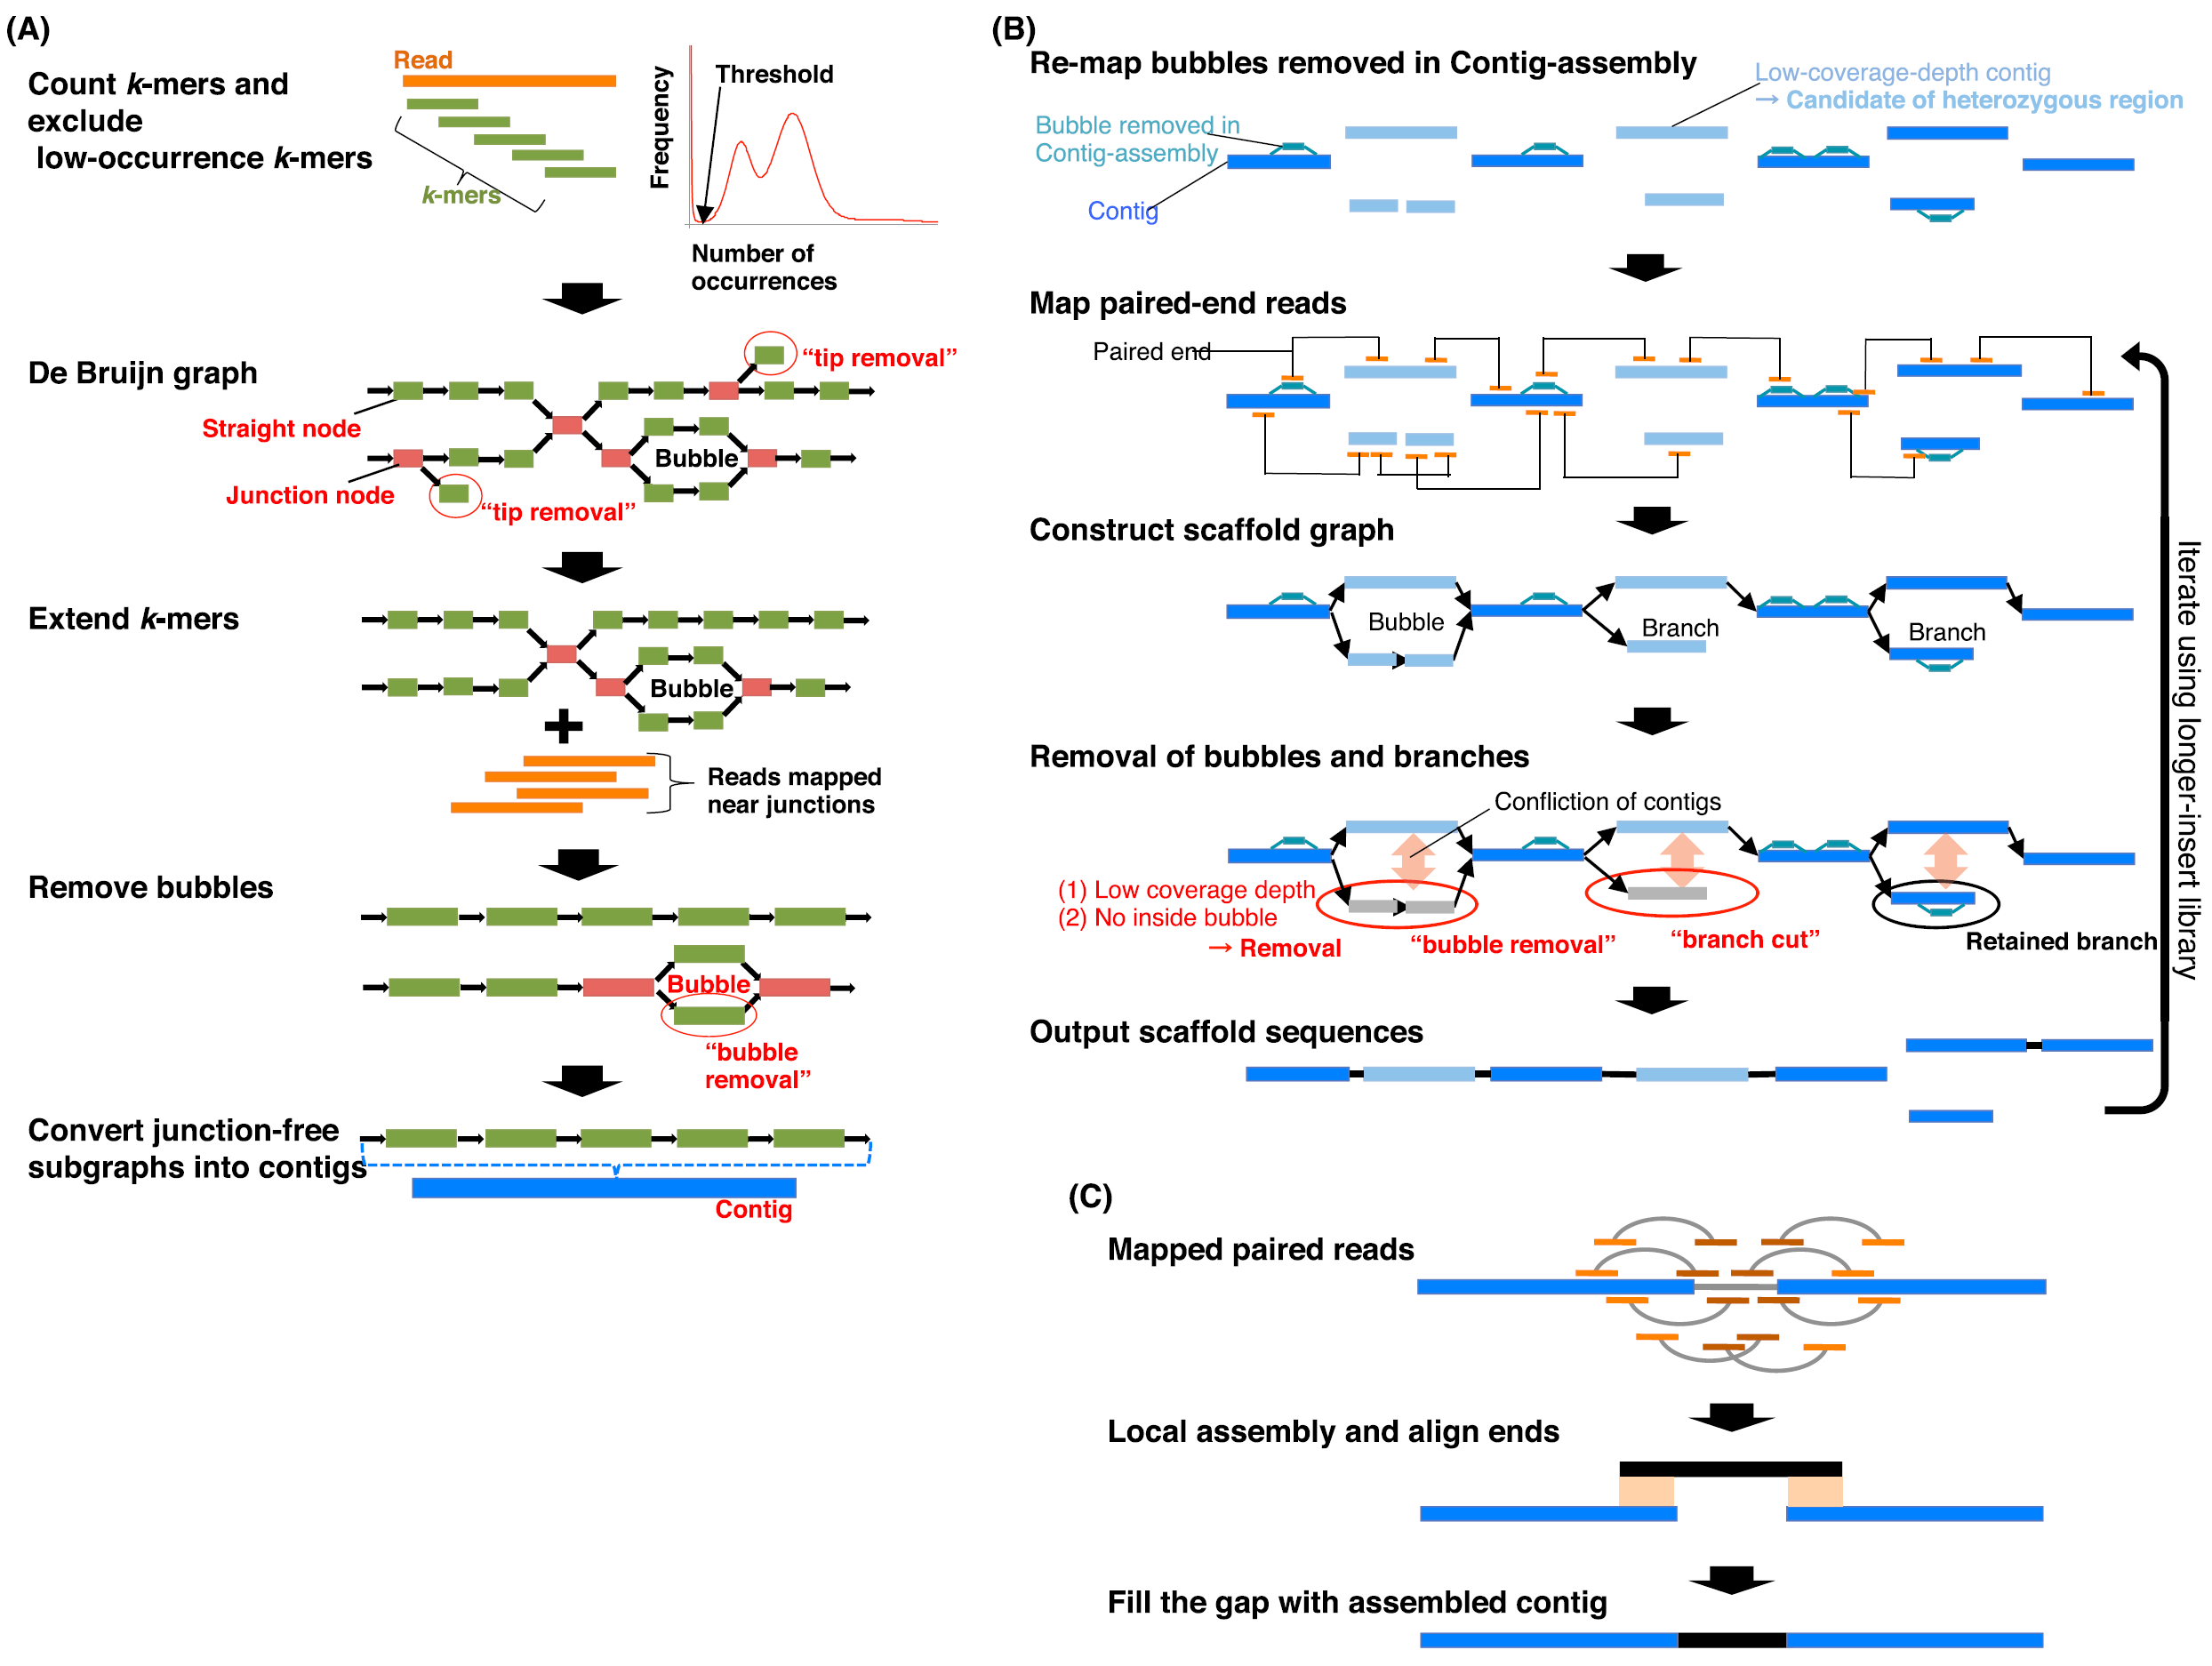 (A)
Count k-mers and
exclude
low-occurrence k-mers
Read
k-mers
Frequency
Threshold
Number of
occurrences
De Bruijn graph
“tip removal”
Straight node
Bubble
Junction node
“tip removal”
Extend k-mers
Bubble
+
Reads mapped
near junctions
Remove bubbles
Bubble
“bubble
removal”
Convert junction-free
subgraphs into contigs
Contig
(B)
Re-map bubbles removed in Contig-assembly
Low-coverage-depth contig
→ Candidate of heterozygous region
Bubble removed in
Contig-assembly
Contig
Map paired-end reads
Paired end
Construct scaffold graph
Bubble
Branch
Branch
Removal of bubbles and branches
Confliction of contigs
(1) Low coverage depth
(2) No inside bubble
→ Removal
“bubble removal”
“branch cut”
Retained branch
Output scaffold sequences
Iterate using longer-insert library
(C)
Mapped paired reads
Local assembly and align ends
Fill the gap with assembled contig